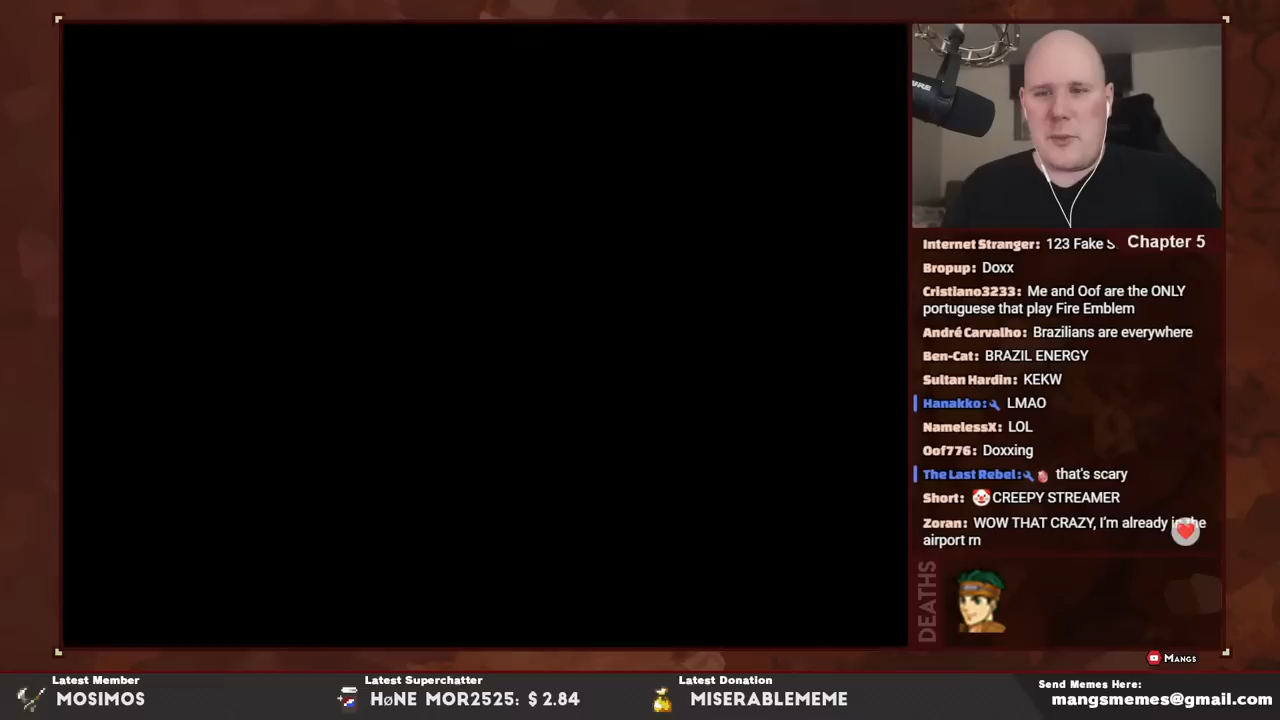 Internet Stranger: 123 Fake
Chapter 5
Bropup: Doxx
Cristiano3233: Me and Oof are the ONLY
portuguese that play Fire Emblem
André Carvalho: Brazilians are everywhere
Ben-Cat: BRAZIL ENERGY
Sultan Hardin: KEKW
Hanakko: LMAO
NamelessX: LOL
Oof776: Doxxing
The Last Rebel: that's scary
Short: CREEPY STREAMER
Zoran: WOW THAT CRAZY, I'm already in the
airport rn
DEATHS
Mangs
Latest Member
MOSIMOS
Latest Superchatter
HøNE MOR2525: $ 2.84
Latest Donation
MISERABLEMEME
Send Memes Here:
mangsmemes@gmail.com